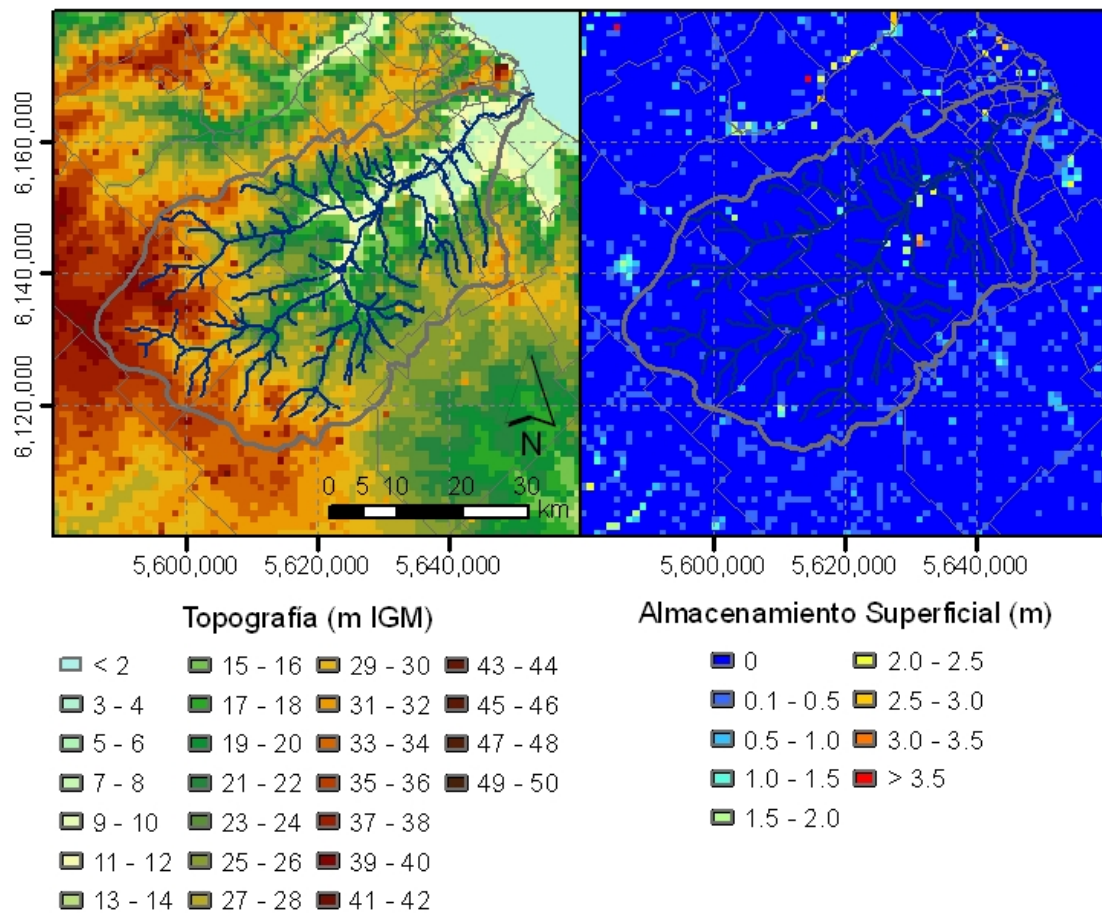 6,160,000
6,140,000
6,120,000
N
0 5 10 20 30
km
5,600,000 5,620,000 5,640,000
5,600,000 5,620,000 5,640,000
Topografía (m IGM)
< 2 15 - 16 29 - 30 43 - 44
3 - 4 17 - 18 31 - 32 45 - 46
5 - 6 19 - 20 33 - 34 47 - 48
7 - 8 21 - 22 35 - 36 49 - 50
9 - 10 23 - 24 37 - 38
11 - 12 25 - 26 39 - 40
13 - 14 27 - 28 41 - 42
Almacenamiento Superficial (m)
0 2.0 - 2.5
0.1 - 0.5 2.5 - 3.0
0.5 - 1.0 3.0 - 3.5
1.0 - 1.5 > 3.5
1.5 - 2.0